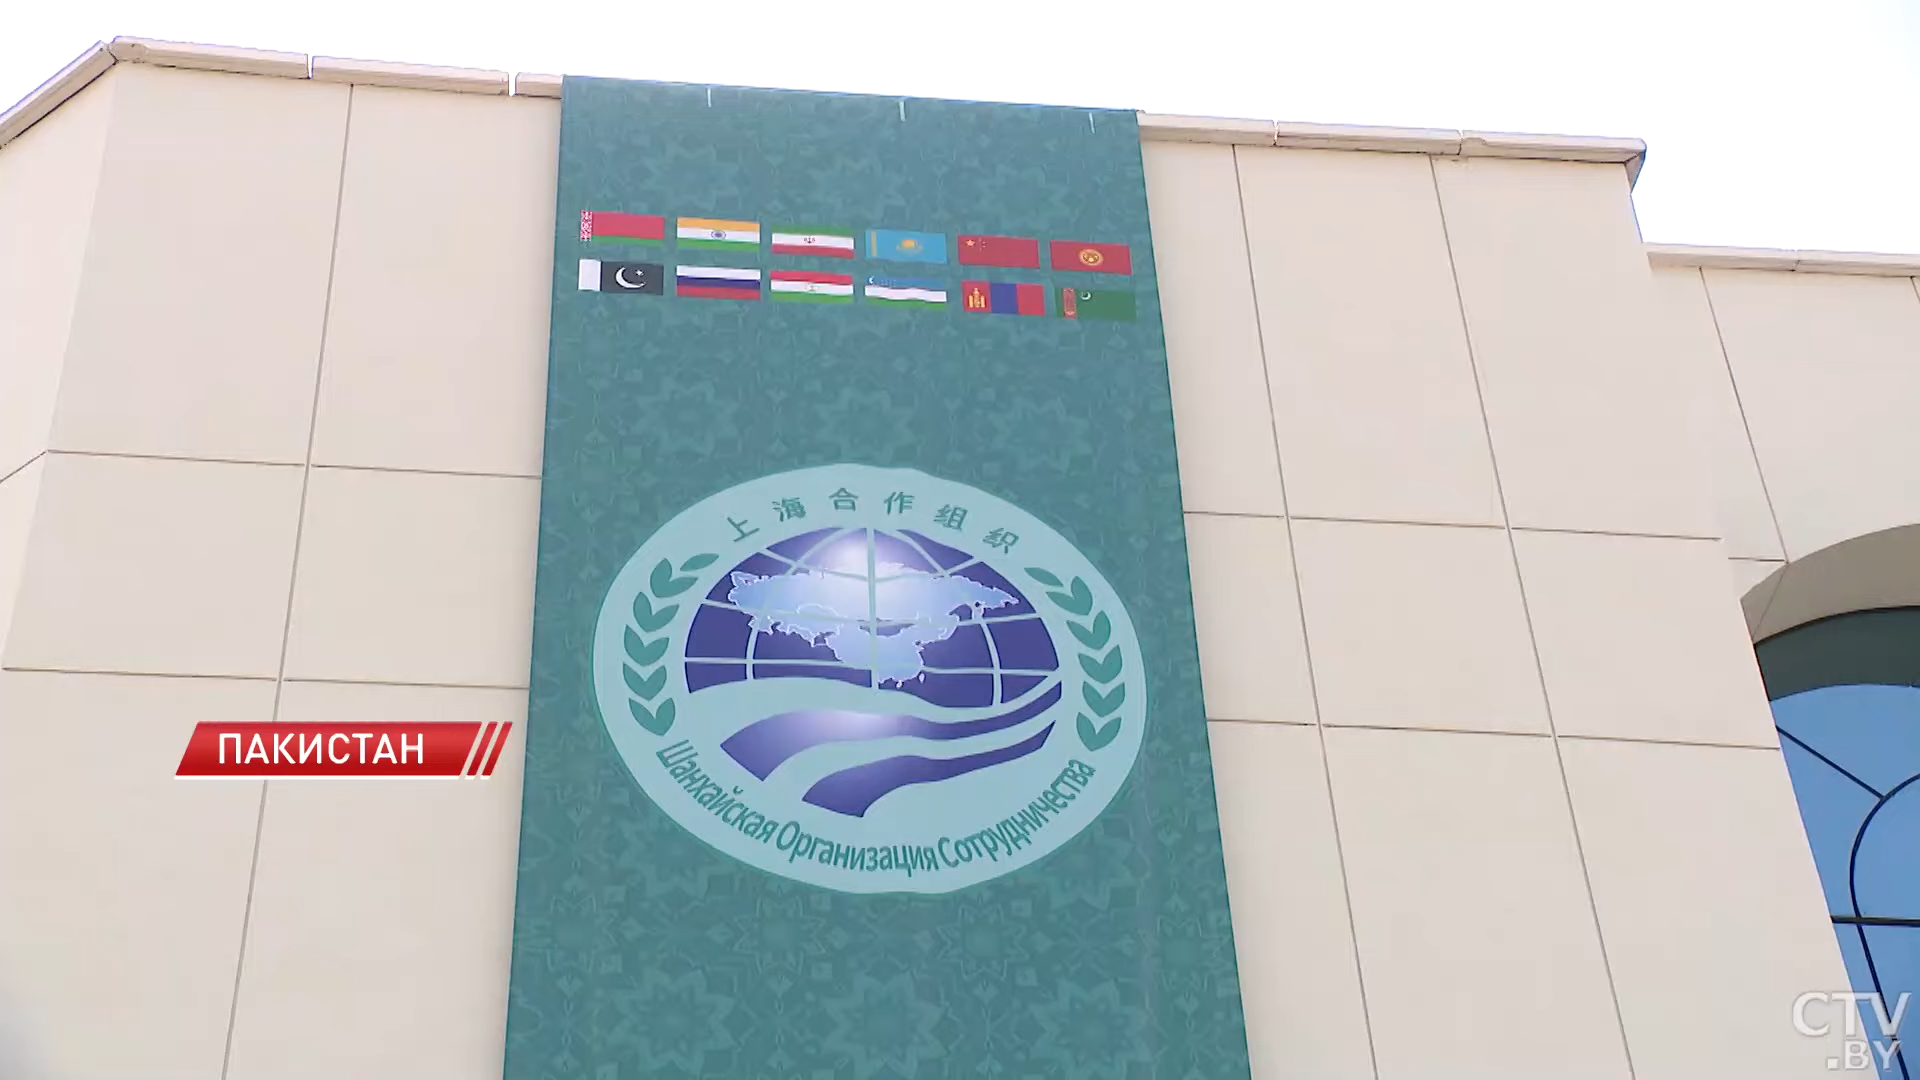 上海合作组织
ПАКИСТАН
Шанхайская Организация Сотрудничества
CTV
.BY